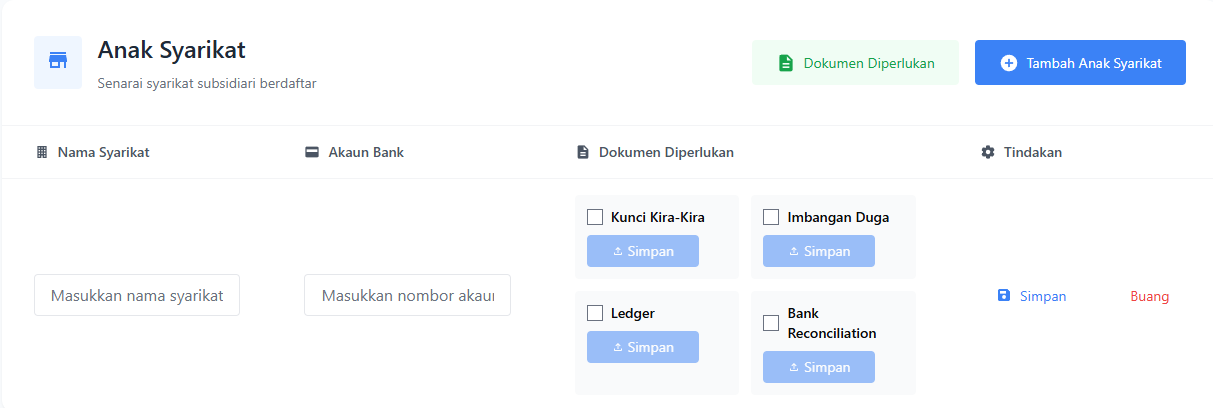 Anak Syarikat
Senarai syarikat subsidiari berdaftar
Dokumen Diperlukan
Tambah Anak Syarikat
Nama Syarikat
Akaun Bank
Dokumen Diperlukan
Tindakan
Masukkan nama syarikat
Masukkan nombor akaun
Kunci Kira-Kira
Simpan
Imbangan Duga
Simpan
Ledger
Simpan
Bank
Reconciliation
Simpan
Simpan
Buang